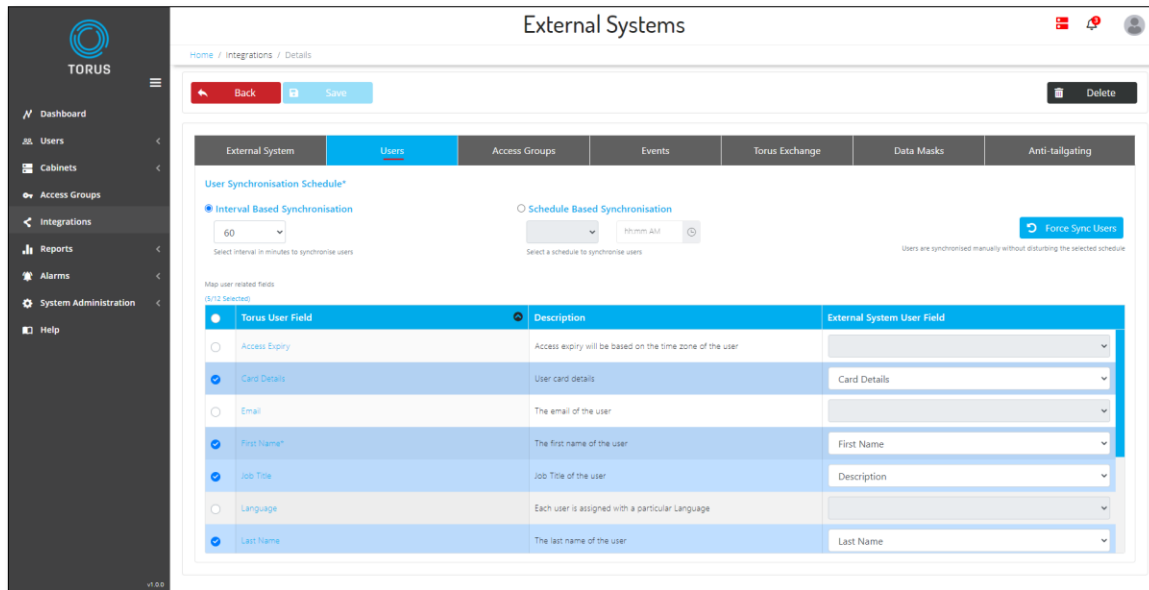 External Systems
3
TORUS
Home / Integrations / Details
Back
Save
Delete
Dashboard
Users
Cabinets
Access Groups
Integrations
Reports
Alarms
System Administration
Help
v1.0.0
External System
Users
Access Groups
Events
Torus Exchange
Data Masks
Anti-tailgating
User Synchronisation Schedule*
Interval Based Synchronisation
Schedule Based Synchronisation
60
hh:mm AM
Force Sync Users
Select interval in minutes to synchronise users
Select a schedule to synchronise users
Users are synchronised manually without disturbing the selected schedule
Map user related fields
(5/12 Selected)
Torus User Field Description External System User Field
Access Expiry Access expiry will be based on the time zone of the user
Card Details User card details Card Details
Email The email of the user
First Name* The first name of the user First Name
Job Title Job Title of the user Description
Language Each user is assigned with a particular Language
Last Name The last name of the user Last Name